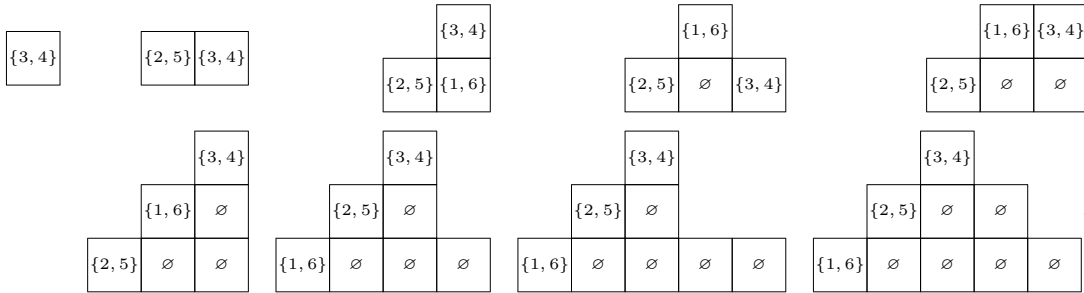 {3, 4}
{1, 6}
{1, 6} {3, 4}
{3, 4} {2, 5} {3, 4} {2, 5} {1, 6} {2, 5} ∅ {3, 4} {2, 5} ∅ ∅
{3, 4} {3, 4} {3, 4} {3, 4}
{1, 6} ∅ {2, 5} ∅ {2, 5} ∅ {2, 5} ∅ ∅
{2, 5} ∅ ∅ {1, 6} ∅ ∅ ∅ {1, 6} ∅ ∅ ∅ ∅ {1, 6} ∅ ∅ ∅ ∅